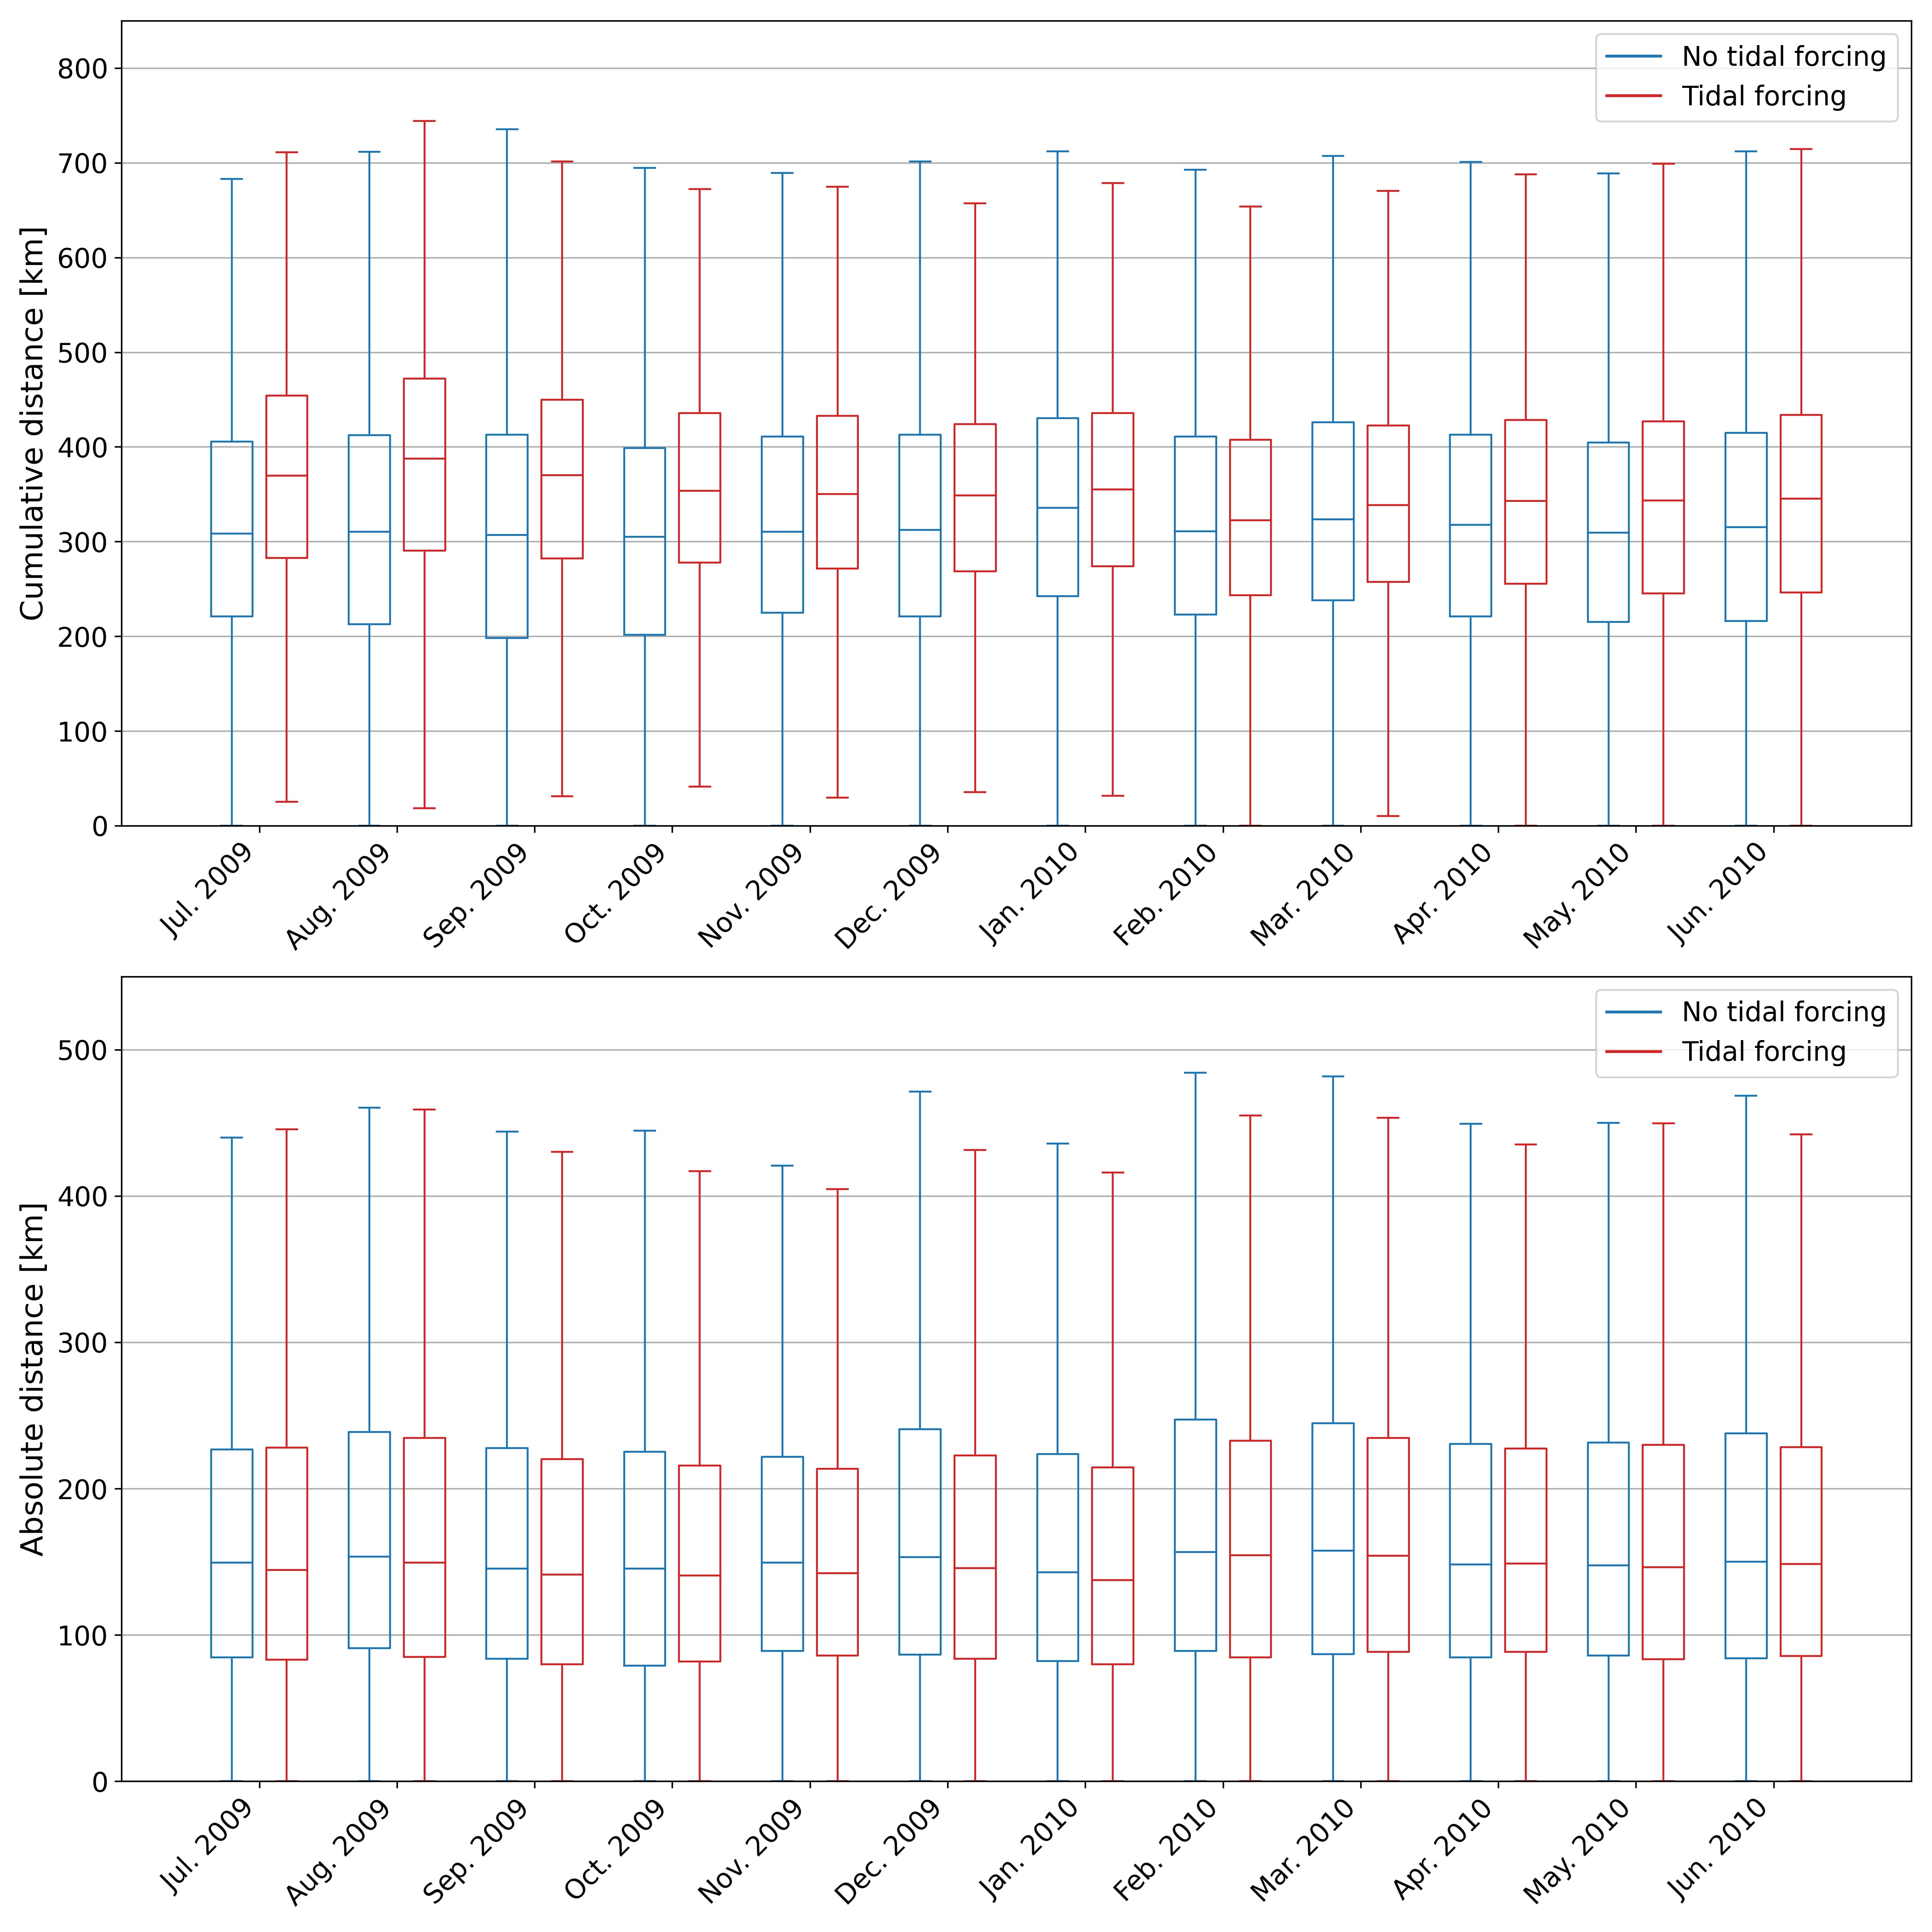 No tidal forcing
Tidal forcing
Cumulative distance [km]
800
700
600
500
400
300
200
100
0
Jul. 2009
Aug. 2009
Sep. 2009
Oct. 2009
Nov. 2009
Dec. 2009
Jan. 2010
Feb. 2010
Mar. 2010
Apr. 2010
May. 2010
Jun. 2010
No tidal forcing
Tidal forcing
Absolute distance [km]
500
400
300
200
100
0
Jul. 2009
Aug. 2009
Sep. 2009
Oct. 2009
Nov. 2009
Dec. 2009
Jan. 2010
Feb. 2010
Mar. 2010
Apr. 2010
May. 2010
Jun. 2010